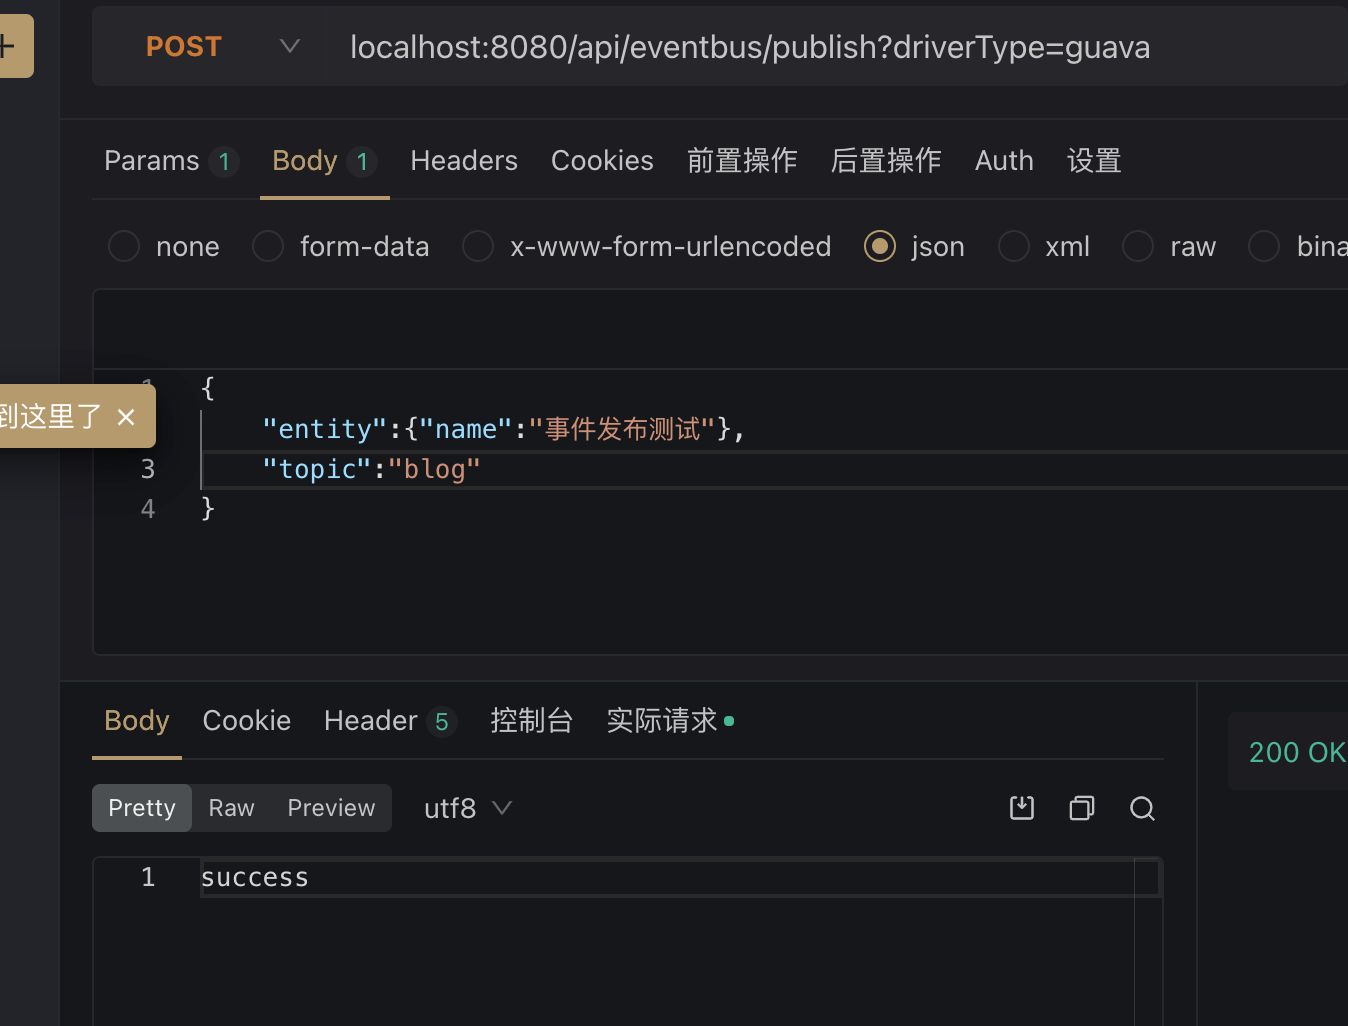 POST localhost:8080/api/eventbus/publish?driverType=guava
Params 1 Body 1 Headers Cookies 前置操作 后置操作 Auth 设置
none form-data x-www-form-urlencoded json xml raw bina
1 {
到这里了 ×
"entity":{"name":"事件发布测试"},
3 "topic":"blog"
4 }
Body Cookie Header 5 控制台 实际请求
200 OK
Pretty Raw Preview utf8
1 success